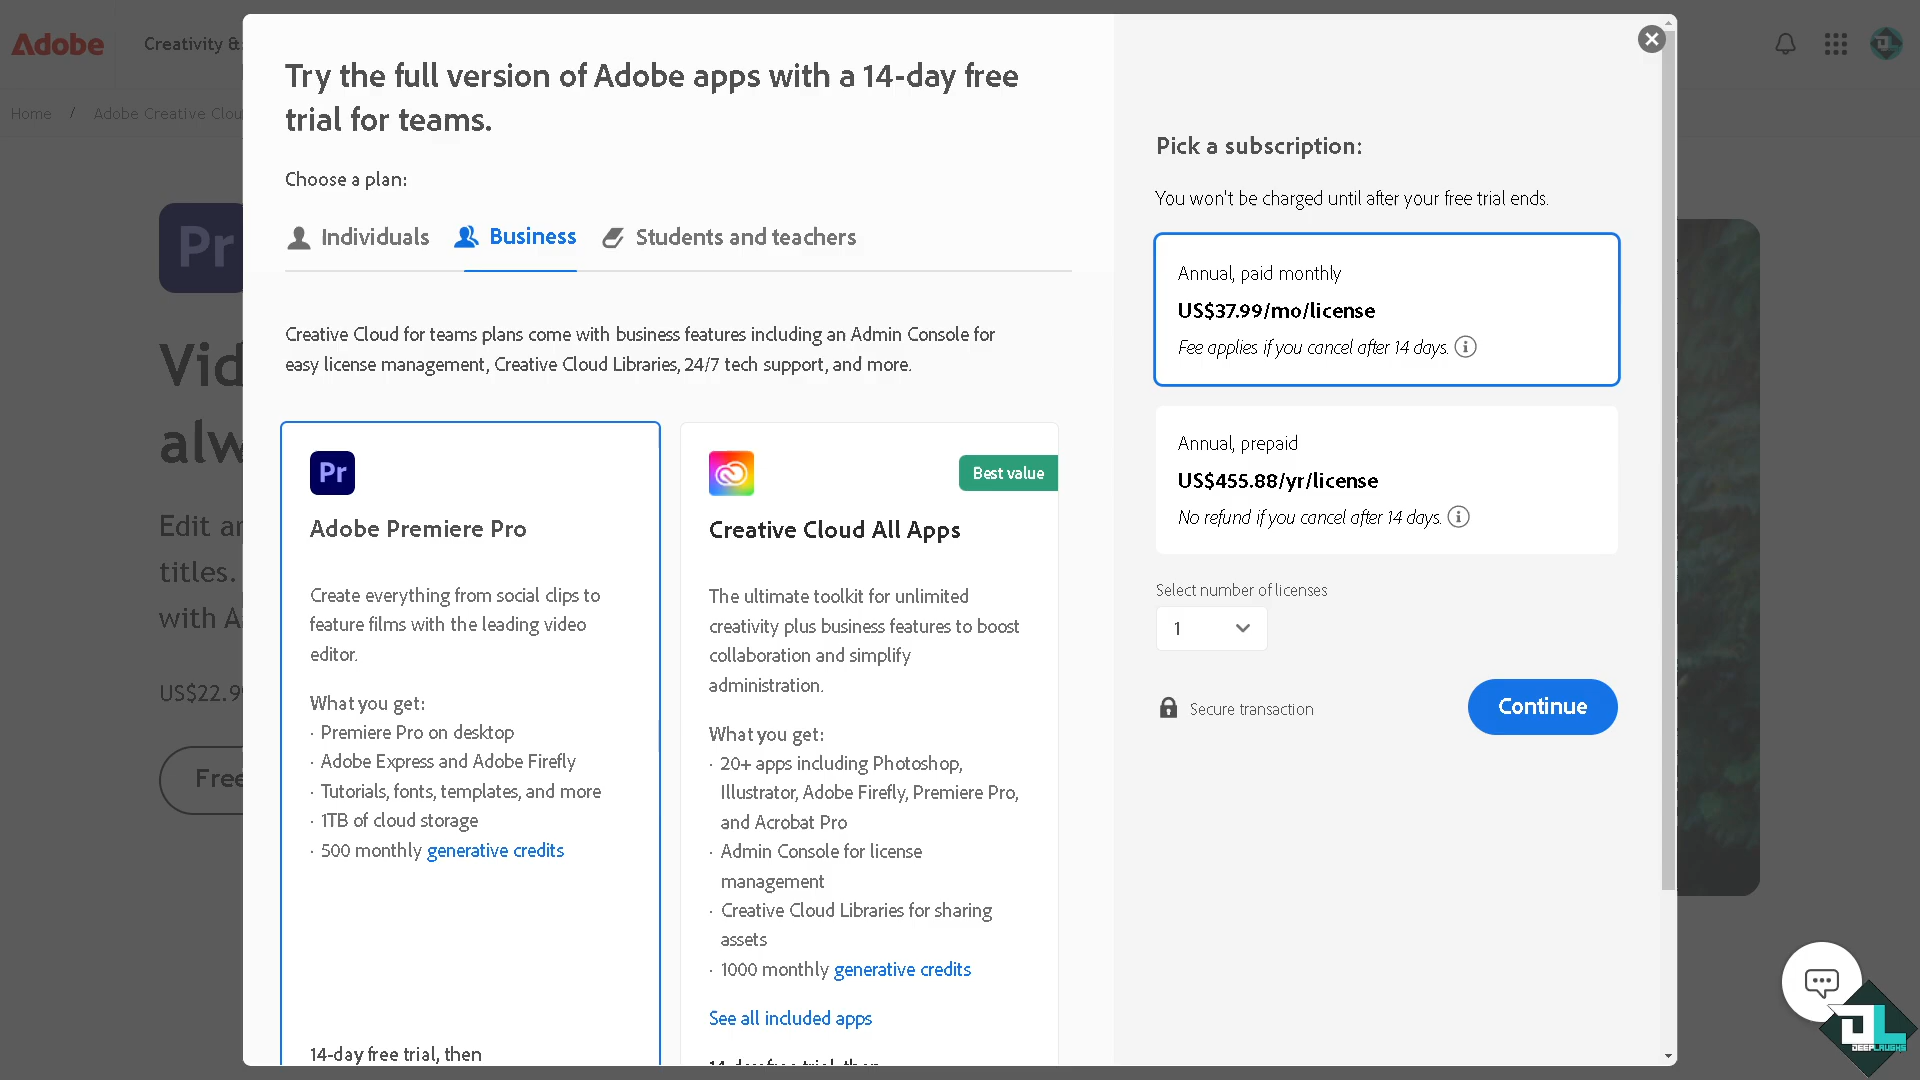 Adobe
Creativity &
Home / Adobe Creative Clou
Pr
Vid
alw
Edit ar
titles.
with A
US$22.99
Free
Try the full version of Adobe apps with a 14-day free
trial for teams.
Choose a plan:
Individuals Business Students and teachers
Creative Cloud for teams plans come with business features including an Admin Console for
easy license management, Creative Cloud Libraries, 24/7 tech support, and more.
Pr
Adobe Premiere Pro
Create everything from social clips to
feature films with the leading video
editor.
What you get:
· Premiere Pro on desktop
· Adobe Express and Adobe Firefly
· Tutorials, fonts, templates, and more
· 1TB of cloud storage
· 500 monthly generative credits
14-day free trial, then
Best value
Creative Cloud All Apps
The ultimate toolkit for unlimited
creativity plus business features to boost
collaboration and simplify
administration.
What you get:
· 20+ apps including Photoshop,
Illustrator, Adobe Firefly, Premiere Pro,
and Acrobat Pro
· Admin Console for license
management
· Creative Cloud Libraries for sharing
assets
· 1000 monthly generative credits
See all included apps
14-day free trial, then
Pick a subscription:
You won't be charged until after your free trial ends.
Annual, paid monthly
US$37.99/mo/license
Fee applies if you cancel after 14 days.
Annual, prepaid
US$455.88/yr/license
No refund if you cancel after 14 days.
Select number of licenses
1
Secure transaction
Continue
DL
DEEPLAUGHS